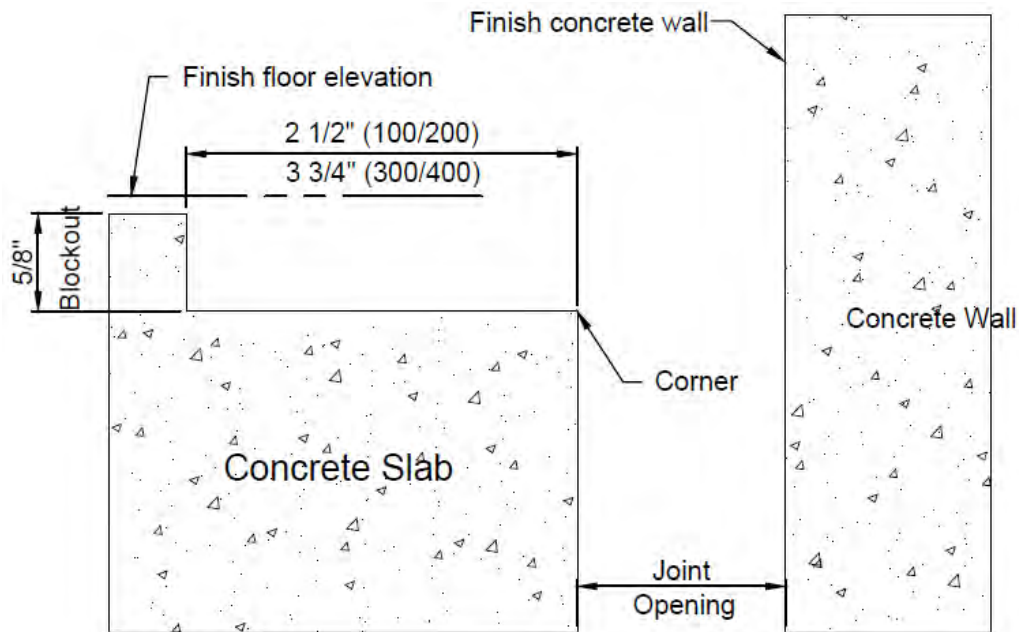 Finish concrete wall
Finish floor elevation
2 1/2" (100/200)
3 3/4" (300/400)
5/8"
Blockout
Concrete Wall
Corner
Concrete Slab
Joint
Opening